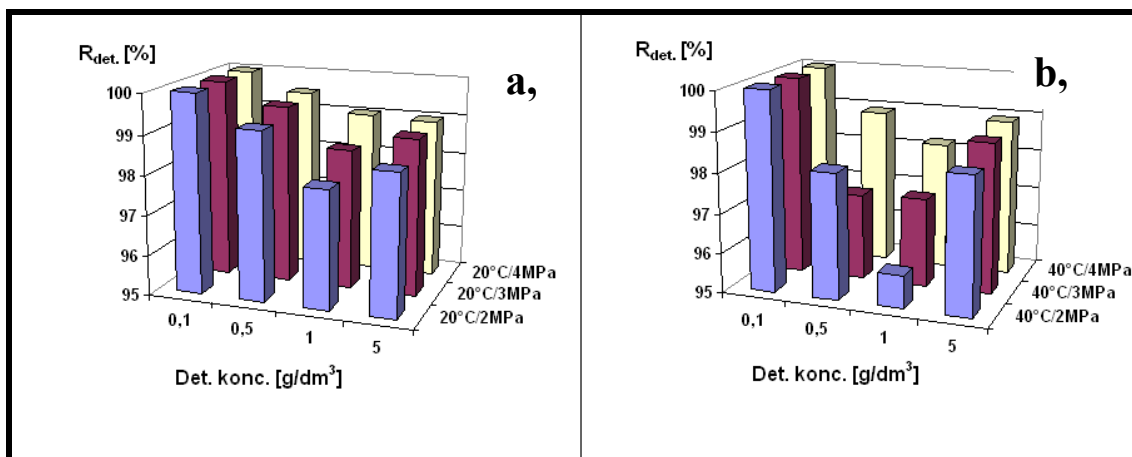 R_det. [%]
a,
100
99
98
97
96
95
0,1
0,5
1
5
20°C/4MPa
20°C/3MPa
20°C/2MPa
Det. konc. [g/dm³]
R_det. [%]
b,
100
99
98
97
96
95
0,1
0,5
1
5
40°C/4MPa
40°C/3MPa
40°C/2MPa
Det. konc. [g/dm³]